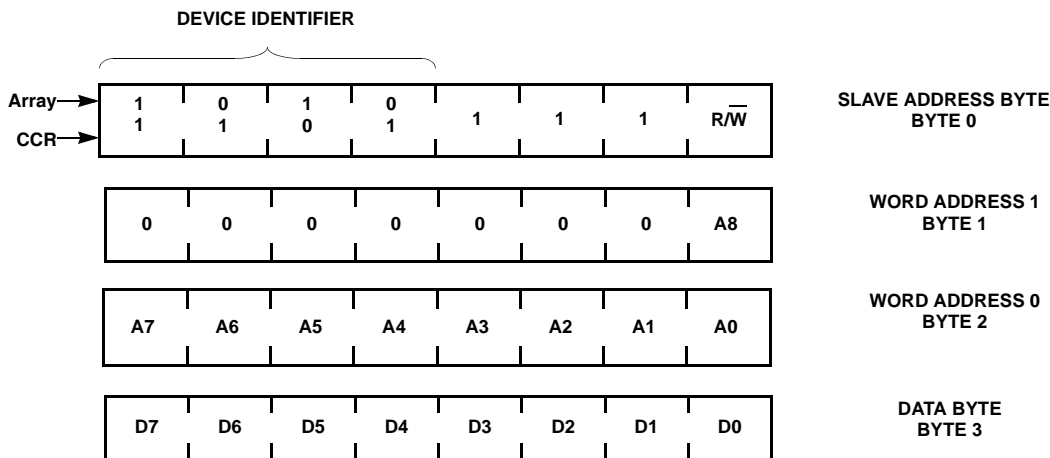 DEVICE IDENTIFIER
Array 1 0 1 0
CCR 1 1 0 1 1 1 1 R/W̅
SLAVE ADDRESS BYTE
BYTE 0
0 0 0 0 0 0 0 A8
WORD ADDRESS 1
BYTE 1
A7 A6 A5 A4 A3 A2 A1 A0
WORD ADDRESS 0
BYTE 2
D7 D6 D5 D4 D3 D2 D1 D0
DATA BYTE
BYTE 3